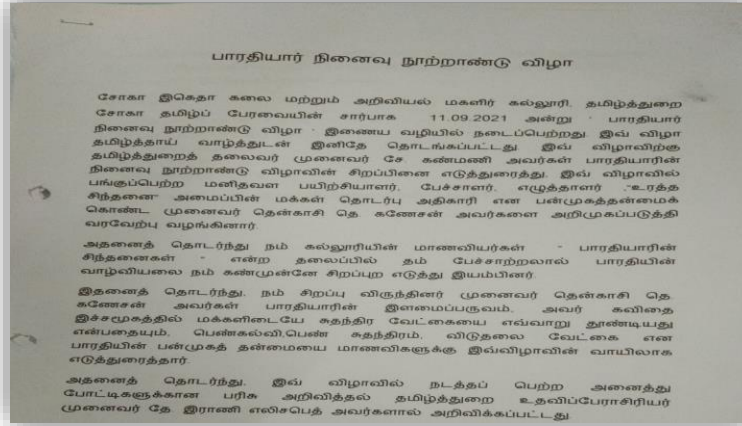 பாரதியார் நினைவு நூற்றாண்டு விழா
சோகா இகெதா கலை மற்றும் அறிவியல் மகளிர் கல்லூரி, தமிழ்த்துறை
சோகா தமிழ்ப் பேரவையின் சார்பாக 11.09.2021 அன்று " பாரதியார்
நினைவு நூற்றாண்டு விழா " இணைய வழியில் நடைப்பெற்றது. இவ் விழா
தமிழ்த்தாய் வாழ்த்துடன் இனிதே தொடங்கப்பட்டது. இவ் விழாவிற்கு
தமிழ்த்துறைத் தலைவர் முனைவர் சே. கண்மணி அவர்கள் பாரதியாரின்
நினைவு நூற்றாண்டு விழாவின் சிறப்பினை எடுத்துரைத்து, இவ் விழாவில்
பங்குப்பெற்ற மனிதவள பயிற்சியாளர், பேச்சாளர், எழுத்தாளர் ,"உரத்த
சிந்தனை" அமைப்பின் மக்கள் தொடர்பு அதிகாரி என பன்முகத்தன்மைக்
கொண்ட முனைவர் தென்காசி தெ. கணேசன் அவர்களை அறிமுகப்படுத்தி
வரவேற்பு வழங்கினார்.
அதனைத் தொடர்ந்து நம் கல்லூரியின் மாணவியர்கள் " பாரதியாரின்
சிந்தனைகள் " என்ற தலைப்பில் தம் பேச்சாற்றலால் பாரதியின்
வாழ்வியலை நம் கண்முன்னே சிறப்புற எடுத்து இயம்பினர்.
இதனைத் தொடர்ந்து, நம் சிறப்பு விருந்தினர் முனைவர் தென்காசி தெ.
கணேசன் அவர்கள் பாரதியாரின் இளமைப்பருவம், அவர் கவிதை
இச்சமூகத்தில் மக்களிடையே சுதந்திர வேட்கையை எவ்வாறு தூண்டியது
என்பதையும், பெண்கல்வி,பெண் சுதந்திரம், விடுதலை வேட்கை என
பாரதியின் பன்முகத் தன்மையை மாணவிகளுக்கு இவ்விழாவின் வாயிலாக
எடுத்துரைத்தார்.
அதனைத் தொடர்ந்து, இவ் விழாவில் நடத்தப் பெற்ற அனைத்து
போட்டிகளுக்கான பரிசு அறிவித்தல் தமிழ்த்துறை உதவிப்பேராசிரியர்
முனைவர் தே. இராணி எலிசபெத் அவர்களால் அறிவிக்கப்பட்டது.